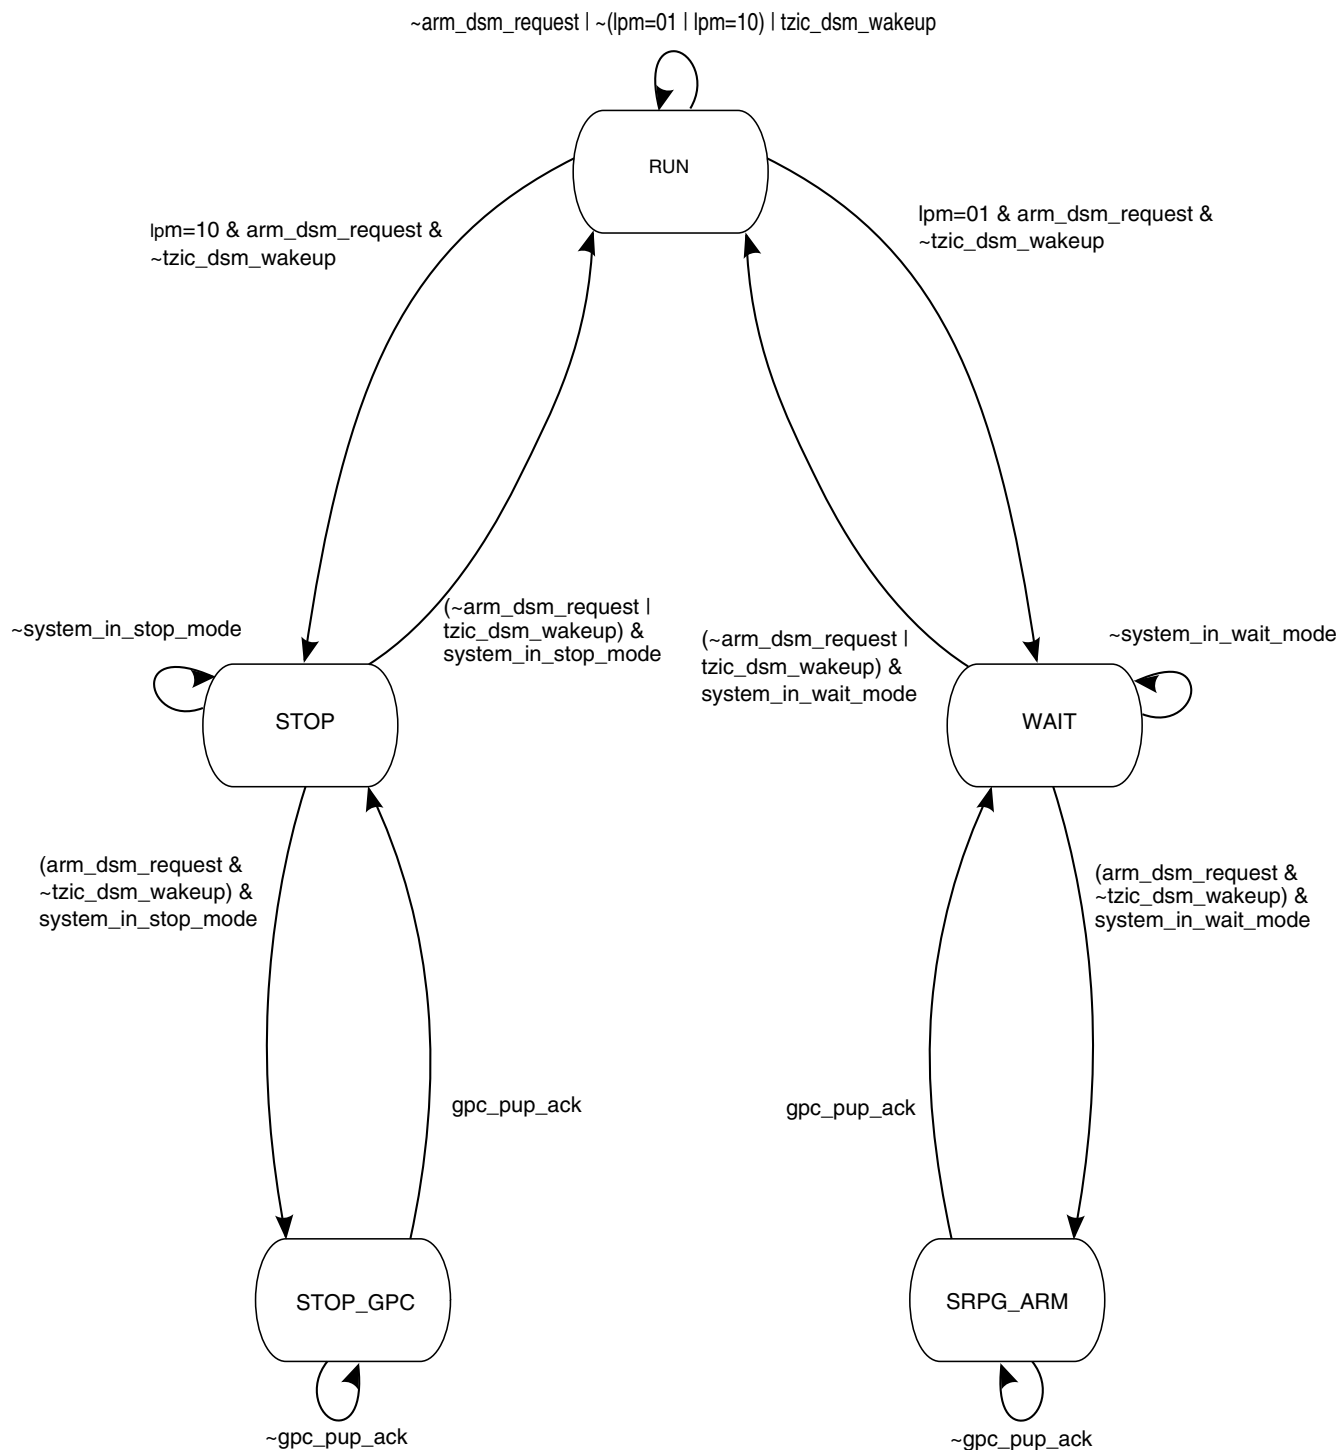 ~arm_dsm_request | ~(lpm=01 | lpm=10) | tzic_dsm_wakeup
RUN
lpm=10 & arm_dsm_request &
~tzic_dsm_wakeup
lpm=01 & arm_dsm_request &
~tzic_dsm_wakeup
(~arm_dsm_request |
tzic_dsm_wakeup) &
system_in_stop_mode
(~arm_dsm_request |
tzic_dsm_wakeup) &
system_in_wait_mode
~system_in_stop_mode
~system_in_wait_mode
STOP
WAIT
(arm_dsm_request &
~tzic_dsm_wakeup) &
system_in_stop_mode
(arm_dsm_request &
~tzic_dsm_wakeup) &
system_in_wait_mode
gpc_pup_ack
gpc_pup_ack
STOP_GPC
SRPG_ARM
~gpc_pup_ack
~gpc_pup_ack